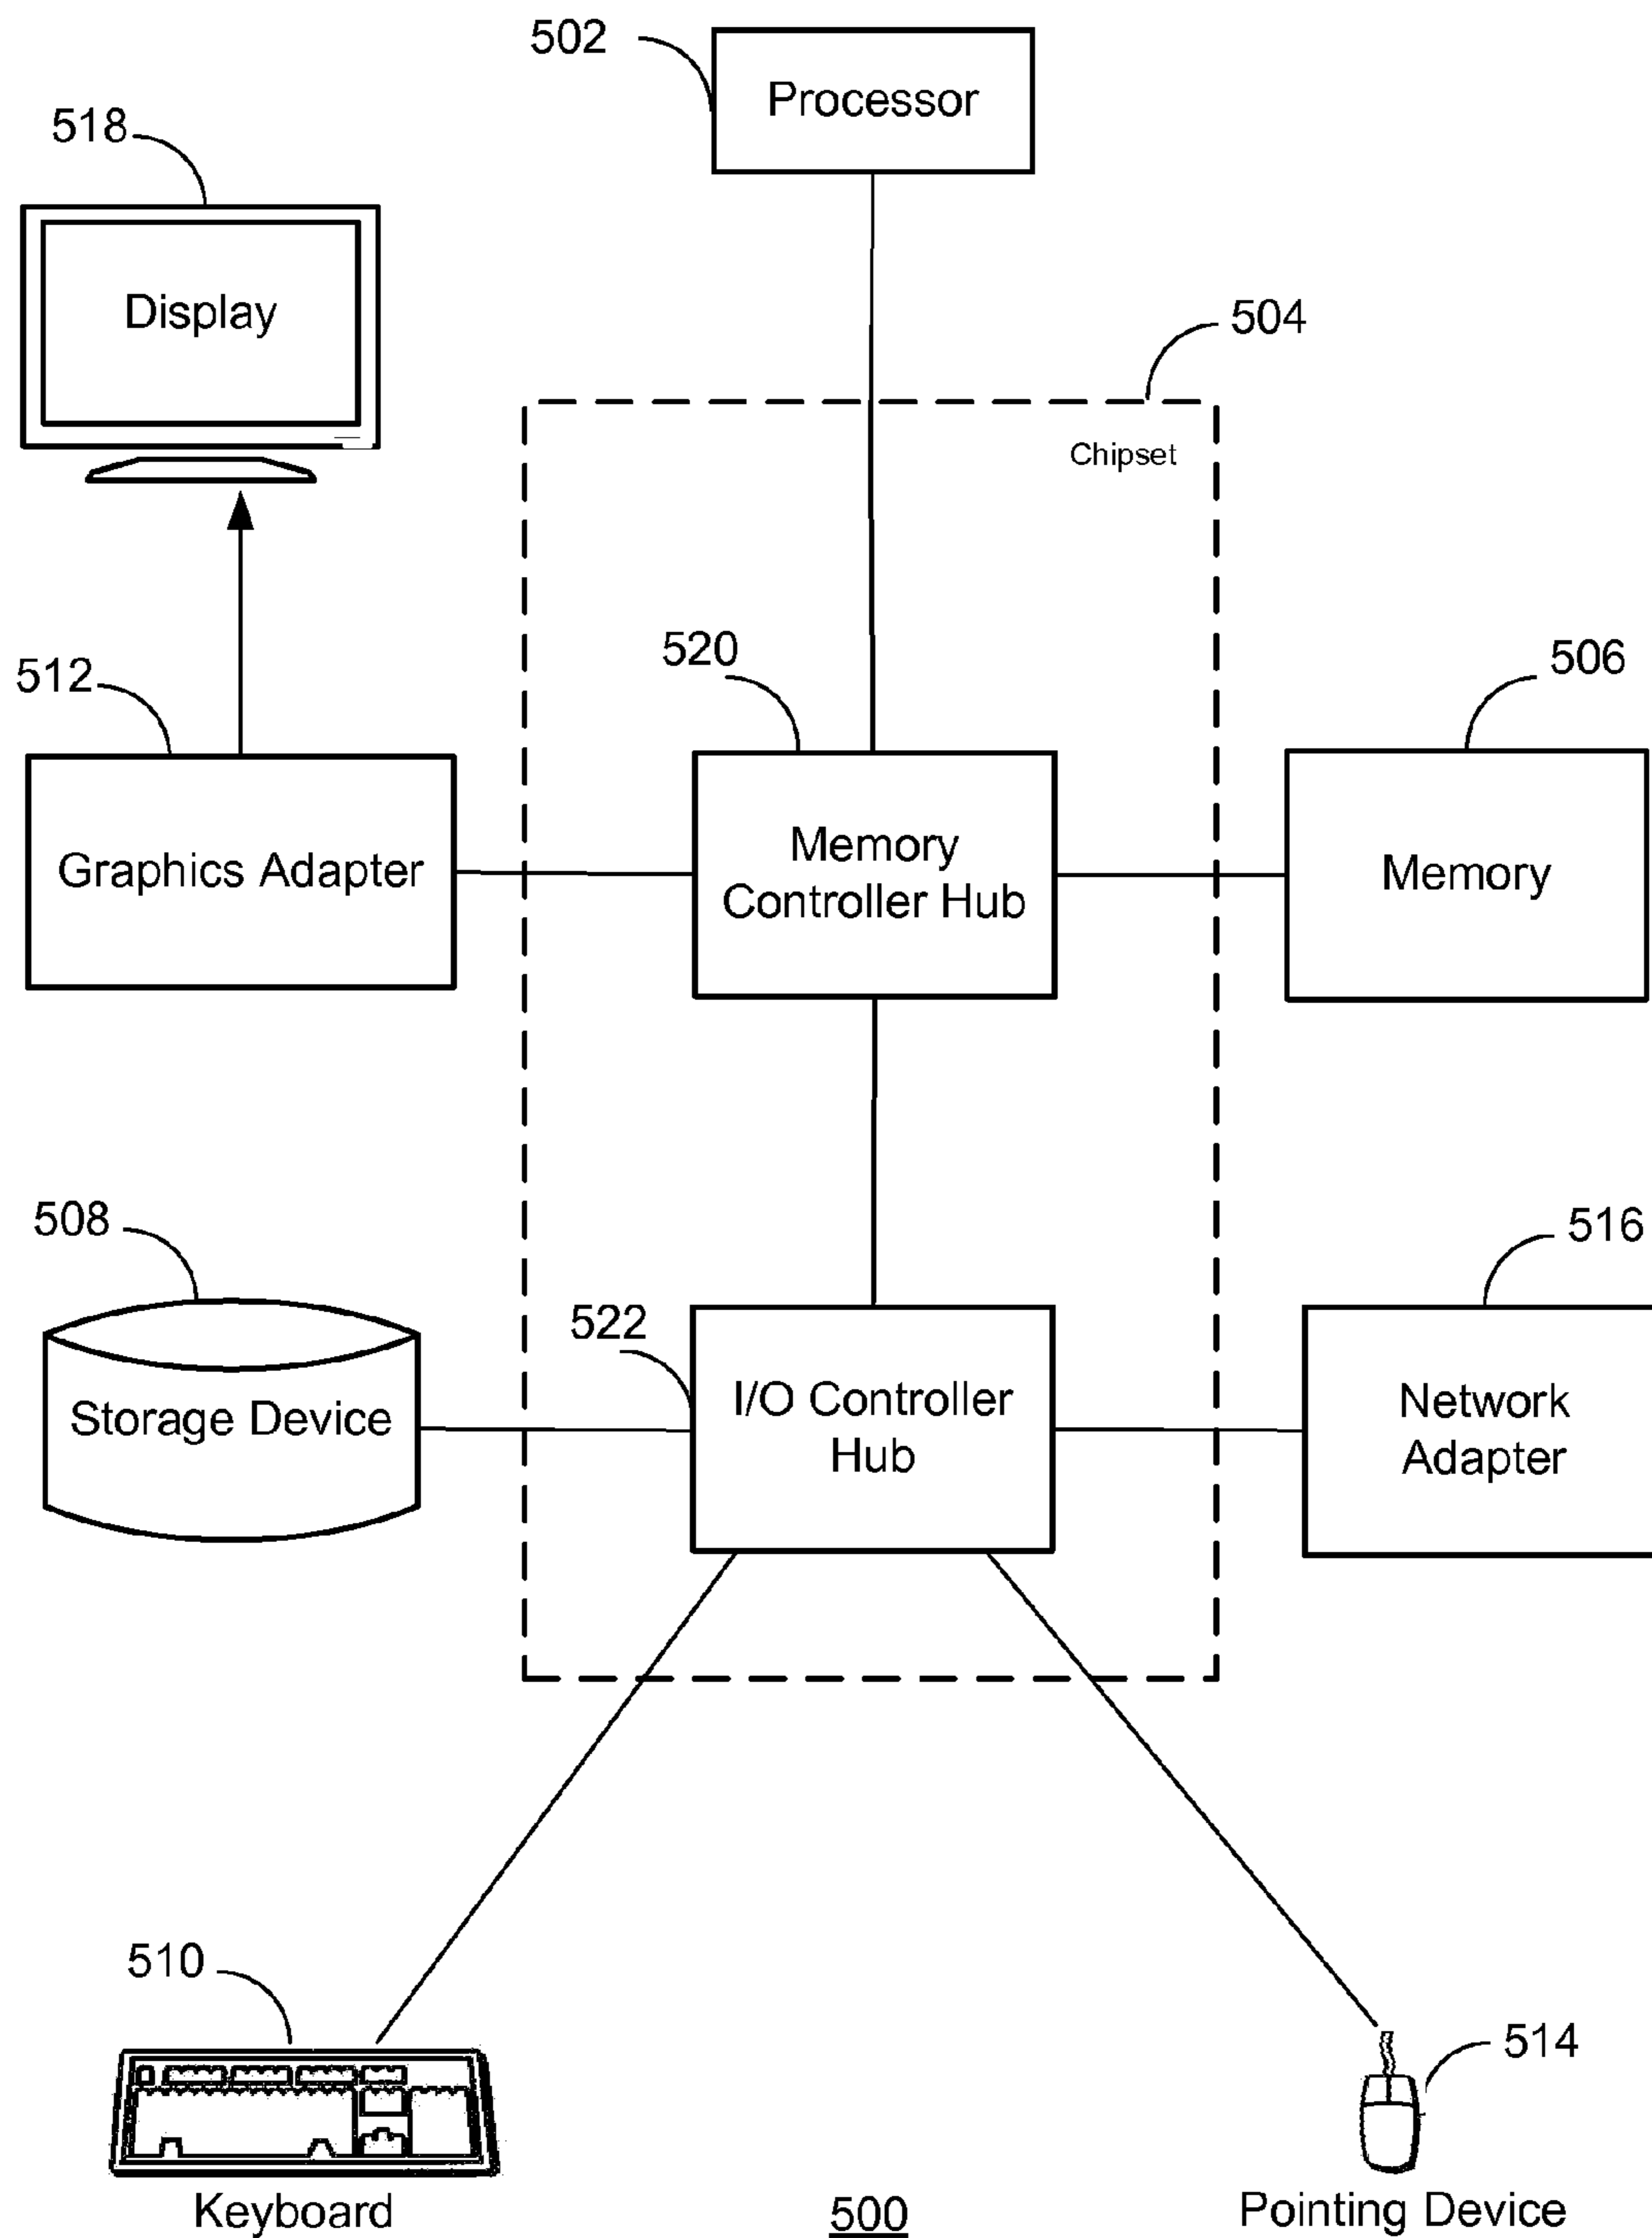 502
Processor
518
Display
504
Chipset
520
506
512
Memory
Controller Hub
Graphics Adapter
Memory
508
516
522
Storage Device
I/O Controller
Hub
Network
Adapter
510
514
Keyboard
500
Pointing Device